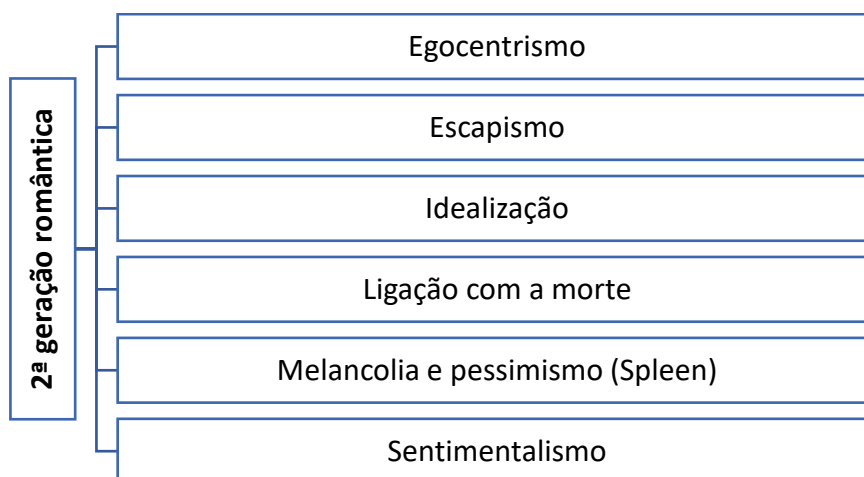 2ª geração romântica
Egocentrismo
Escapismo
Idealização
Ligação com a morte
Melancolia e pessimismo (Spleen)
Sentimentalismo